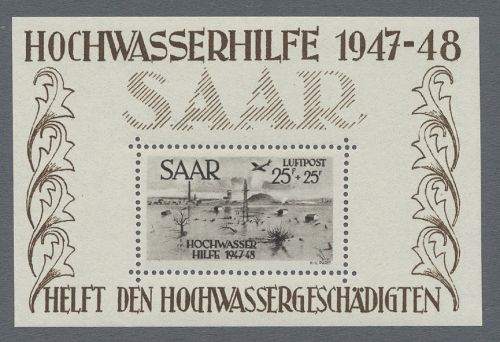 HOCHWASSERHILFE 1947-48
SAAR
SAAR
LUFTPOST
25F + 25F
HOCHWASSER
HILFE 1947-48
HELFT DEN HOCHWASSERGESCHÄDIGTEN